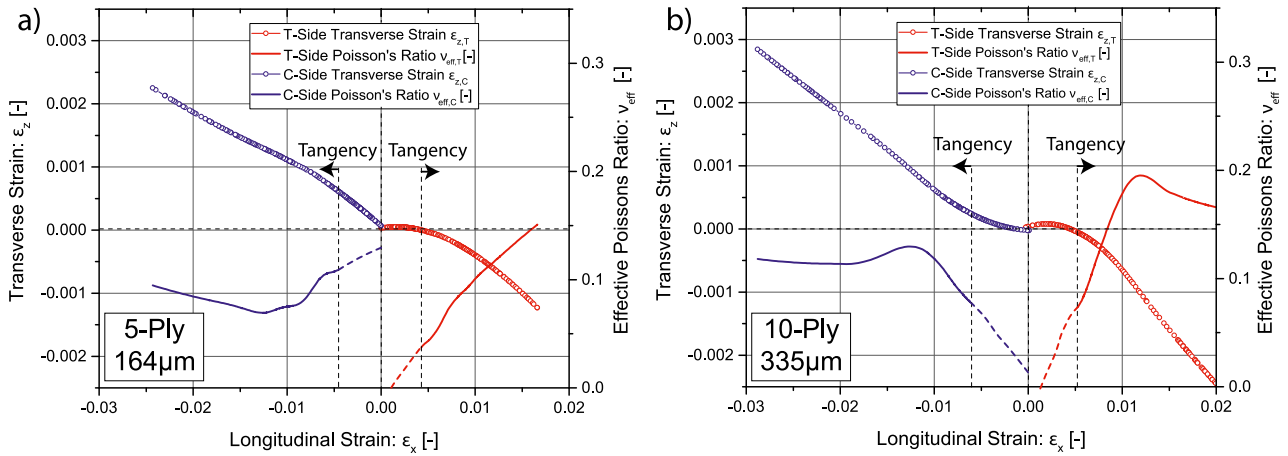 a)
T-Side Transverse Strain εz,T
T-Side Poisson's Ratio νeff,T [-]
C-Side Transverse Strain εz,C
C-Side Poisson's Ratio νeff,C [-]
Tangency
Tangency
5-Ply
164μm
0.003
0.002
0.001
0.000
-0.001
-0.002
Transverse Strain: εz [-]
0.3
0.2
0.1
0.0
Effective Poissons Ratio: νeff [-]
-0.03
-0.02
-0.01
0.00
0.01
0.02
Longitudinal Strain: εx [-]
b)
T-Side Transverse Strain εz,T
T-Side Poisson's Ratio νeff,T [-]
C-Side Transverse Strain εz,C
C-Side Poisson's Ratio νeff,C [-]
Tangency
Tangency
10-Ply
335μm
0.003
0.002
0.001
0.000
-0.001
-0.002
Transverse Strain: εz [-]
0.3
0.2
0.1
0.0
Effective Poissons Ratio: νeff [-]
-0.03
-0.02
-0.01
0.00
0.01
0.02
Longitudinal Strain: εx [-]